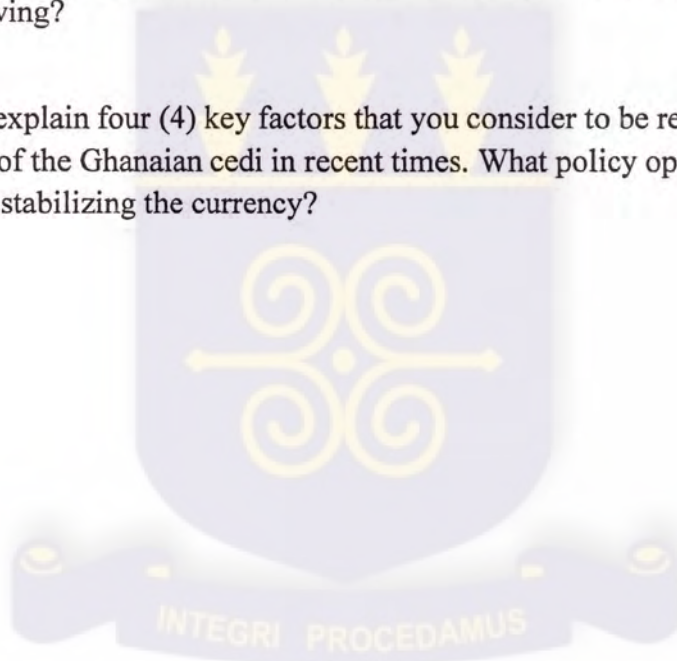 ving?
explain four (4) key factors that you consider to be re
of the Ghanaian cedi in recent times. What policy op
stabilizing the currency?
INTEGRI PROCEDAMUS